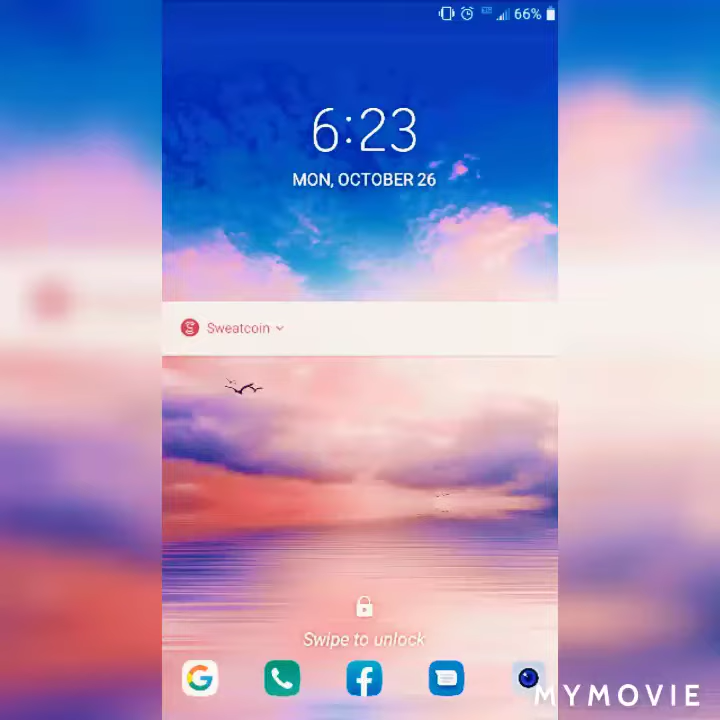 66%
6:23
MON, OCTOBER 26
Sweatcoin
Swipe to unlock
MYMOVIE